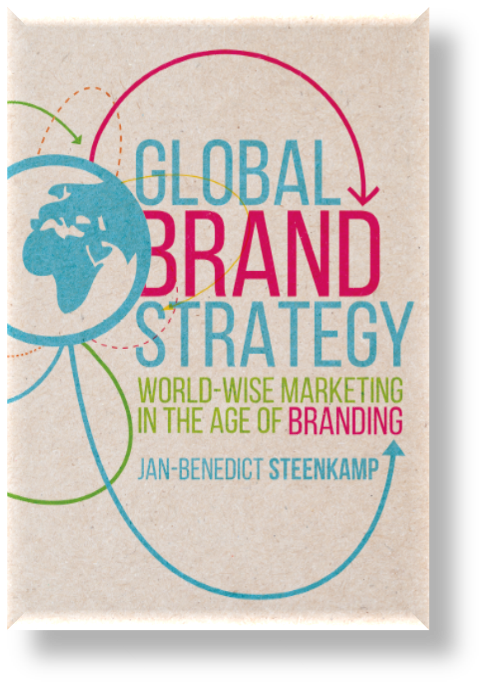 GLOBAL
BRAND
STRATEGY
WORLD-WISE MARKETING
IN THE AGE OF BRANDING
JAN-BENEDICT STEENKAMP